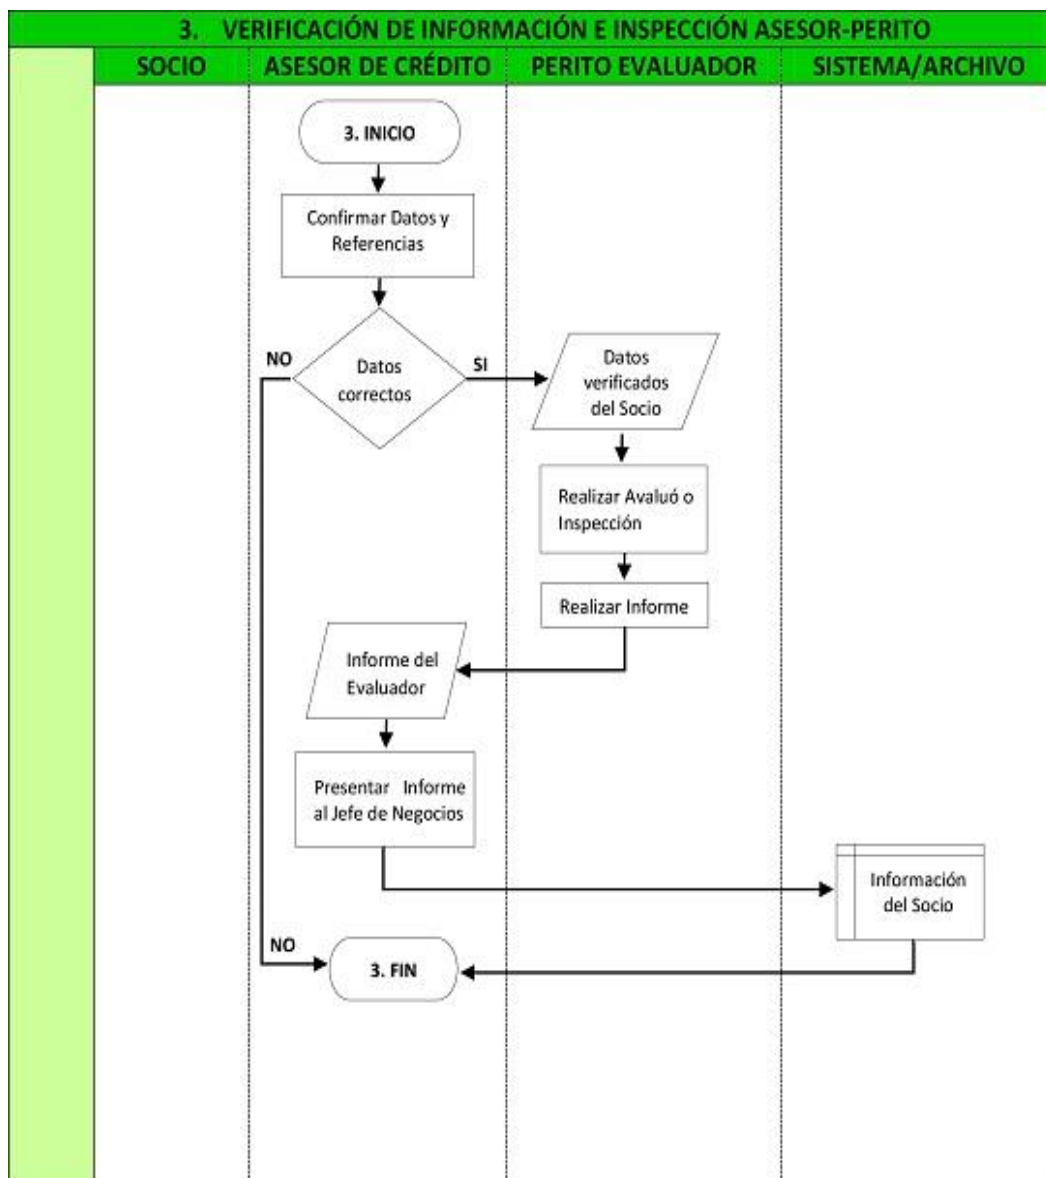 3. VERIFICACIÓN DE INFORMACIÓN E INSPECCIÓN ASESOR-PERITO
SOCIO
ASESOR DE CRÉDITO
PERITO EVALUADOR
SISTEMA/ARCHIVO
3. INICIO
Confirmar Datos y
Referencias
NO
Datos
correctos
SI
Datos
verificados
del Socio
Realizar Avaluó o
Inspección
Realizar Informe
Informe del
Evaluador
Presentar Informe
al Jefe de Negocios
Información
del Socio
NO
3. FIN